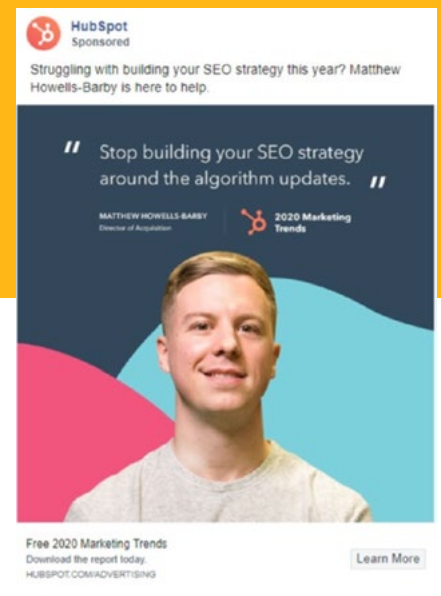 HubSpot
Sponsored
Struggling with building your SEO strategy this year? Matthew
Howells-Barby is here to help.
" Stop building your SEO strategy
around the algorithm updates. "
MATTHEW HOWELLS-BARBY
Director of Acquisition
2020 Marketing
Trends
Free 2020 Marketing Trends
Download the report today.
HUBSPOT.COM/ADVERTISING
Learn More